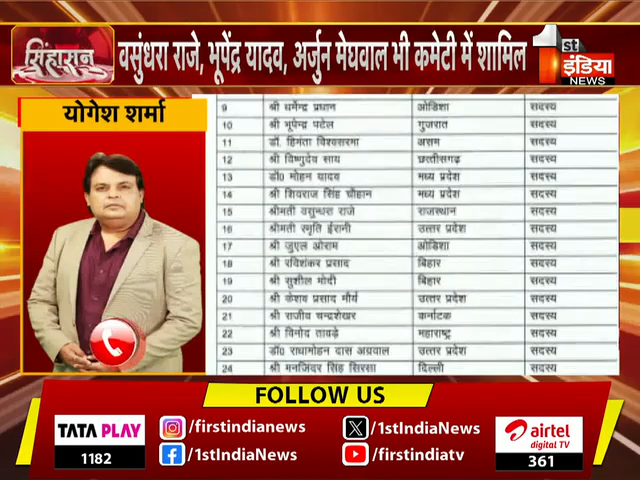 सिंहासन
वसुंधरा राजे, भूपेंद्र यादव, अर्जुन मेघवाल भी कमेटी में शामिल
1st
इंडिया
NEWS
योगेश शर्मा
9 श्री धर्मेन्द्र प्रधान ओडिशा सदस्य
10 श्री भूपेन्द्र पटेल गुजरात सदस्य
11 डॉ. हिमंता विश्वसरमा असम सदस्य
12 श्री विष्णुदेव साय छत्तीसगढ़ सदस्य
13 डॉ0 मोहन यादव मध्य प्रदेश सदस्य
14 श्री शिवराज सिंह चौहान मध्य प्रदेश सदस्य
15 श्रीमती वसुन्धरा राजे राजस्थान सदस्य
16 श्रीमती स्मृति ईरानी उत्तर प्रदेश सदस्य
17 श्री जुएल ओराम ओडिशा सदस्य
18 श्री रविशंकर प्रसाद बिहार सदस्य
19 श्री सुशील मोदी बिहार सदस्य
20 श्री केशव प्रसाद मौर्य उत्तर प्रदेश सदस्य
21 श्री राजीव चन्द्रशेखर कर्नाटक सदस्य
22 श्री विनोद तावड़े महाराष्ट्र सदस्य
23 डॉ0 राधामोहन दास अग्रवाल उत्तर प्रदेश सदस्य
24 श्री मनजिंदर सिंह सिरसा दिल्ली सदस्य
FOLLOW US
TATA PLAY
1182
/firstindianews
/1stIndiaNews
/1stIndiaNews
/firstindiatv
airtel
digital TV
361